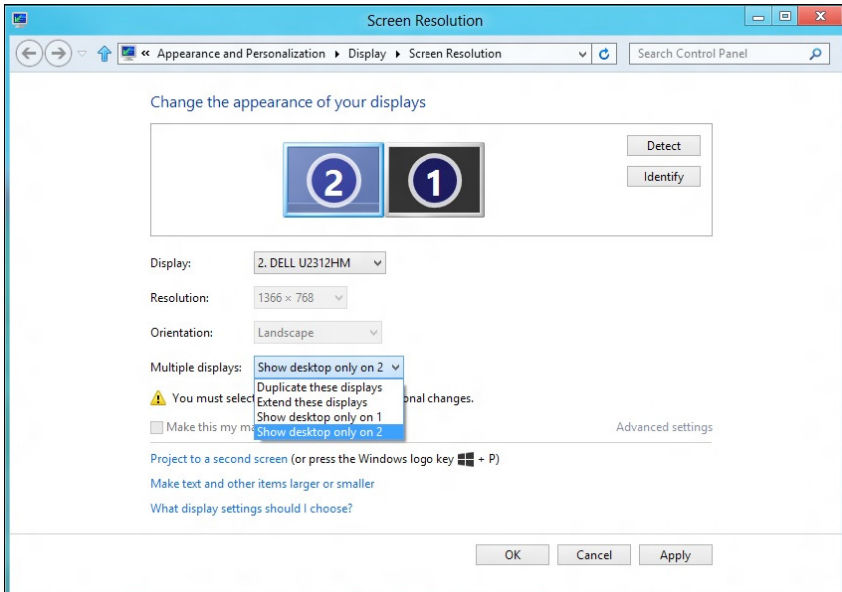 Screen Resolution
« Appearance and Personalization ▸ Display ▸ Screen Resolution
Search Control Panel
Change the appearance of your displays
2 1
Detect
Identify
Display: 2. DELL U2312HM
Resolution: 1366 × 768
Orientation: Landscape
Multiple displays: Show desktop only on 2
Duplicate these displays
Extend these displays
Show desktop only on 1
Show desktop only on 2
You must select onal changes.
Make this my ma
Advanced settings
Project to a second screen (or press the Windows logo key + P)
Make text and other items larger or smaller
What display settings should I choose?
OK Cancel Apply